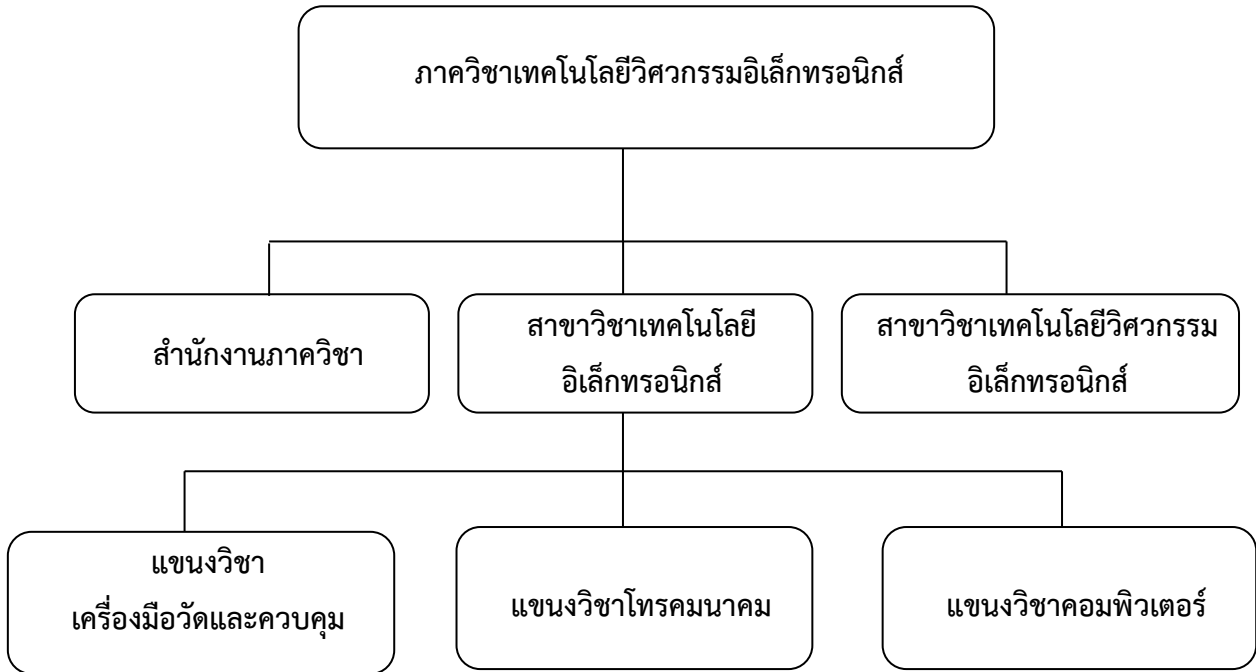 ภาควิชาเทคโนโลยีวิศวกรรมอิเล็กทรอนิกส์
สำนักงานภาควิชา
สาขาวิชาเทคโนโลยี
อิเล็กทรอนิกส์
สาขาวิชาเทคโนโลยีวิศวกรรม
อิเล็กทรอนิกส์
แขนงวิชา
เครื่องมือวัดและควบคุม
แขนงวิชาโทรคมนาคม
แขนงวิชาคอมพิวเตอร์